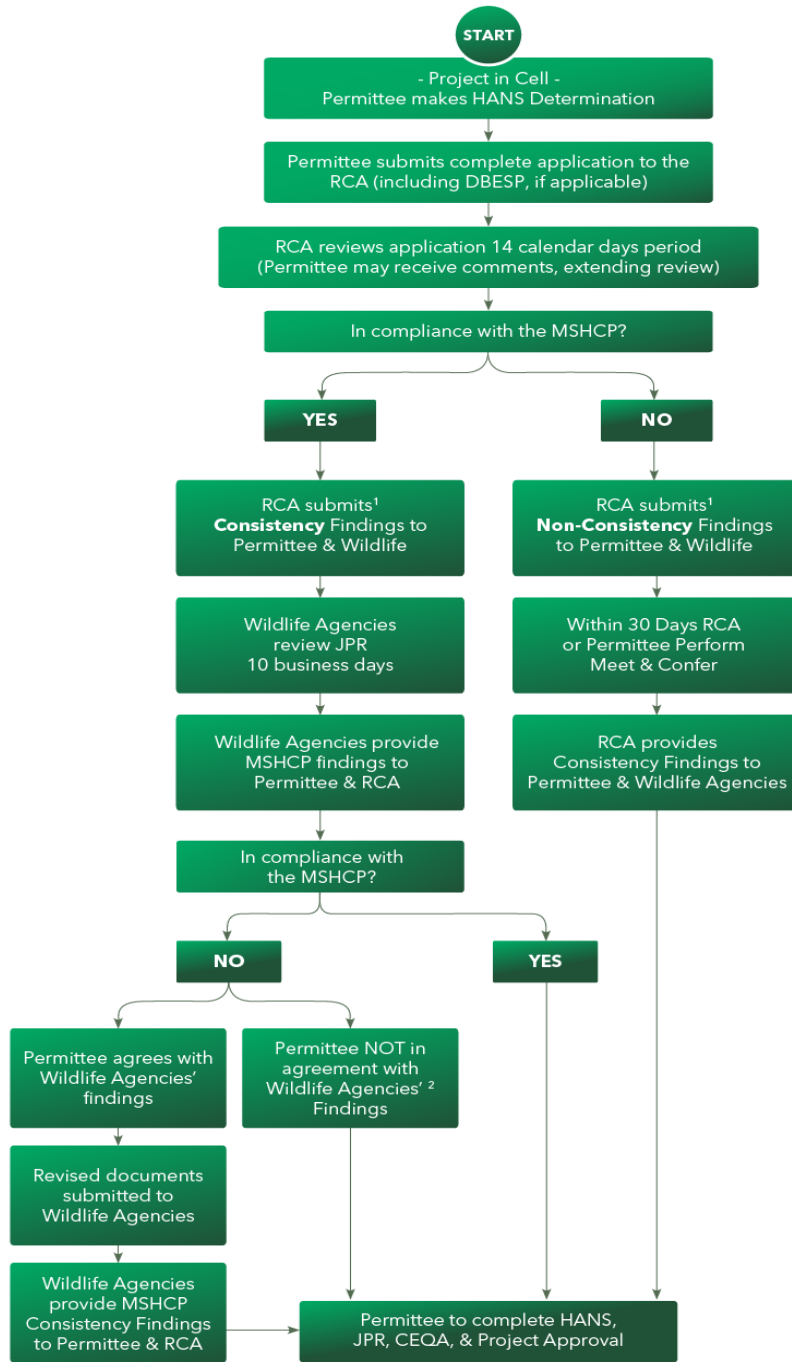 START
- Project in Cell -
Permittee makes HANS Determination
Permittee submits complete application to the
RCA (including DBESP, if applicable)
RCA reviews application 14 calendar days period
(Permittee may receive comments, extending review)
In compliance with the MSHCP?
YES
NO
RCA submits¹
Consistency Findings to
Permittee & Wildlife
RCA submits¹
Non-Consistency Findings
to Permittee & Wildlife
Wildlife Agencies
review JPR
10 business days
Within 30 Days RCA
or Permittee Perform
Meet & Confer
Wildlife Agencies provide
MSHCP findings to
Permittee & RCA
RCA provides
Consistency Findings to
Permittee & Wildlife Agencies
In compliance with
the MSHCP?
NO
YES
Permittee agrees with
Wildlife Agencies’
findings
Permittee NOT in
agreement with
Wildlife Agencies’ ²
Findings
Revised documents
submitted to
Wildlife Agencies
Wildlife Agencies
provide MSHCP
Consistency Findings
to Permittee & RCA
Permittee to complete HANS,
JPR, CEQA, & Project Approval